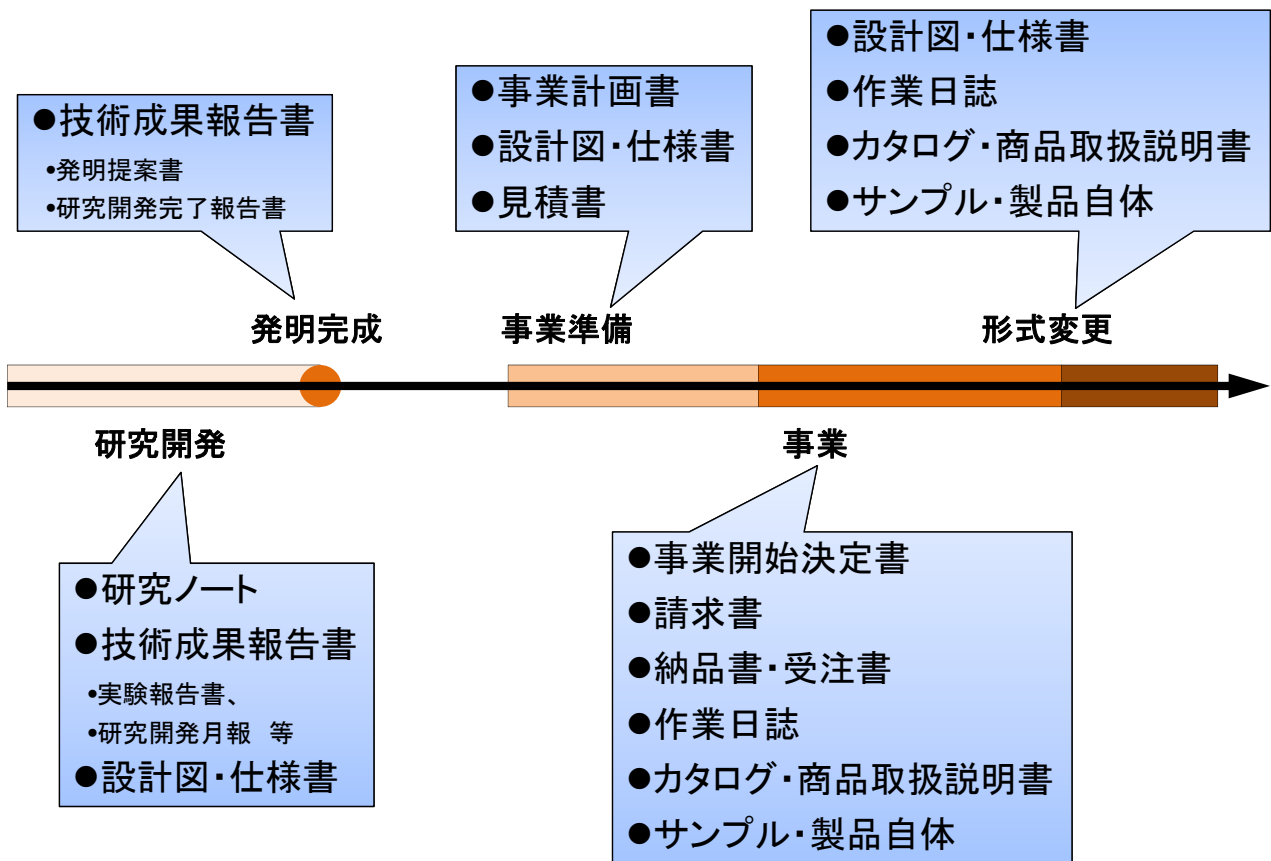 ●技術成果報告書
•発明提案書
•研究開発完了報告書
●事業計画書
●設計図・仕様書
●見積書
●設計図・仕様書
●作業日誌
●カタログ・商品取扱説明書
●サンプル・製品自体
発明完成
事業準備
形式変更
研究開発
事業
●研究ノート
●技術成果報告書
•実験報告書、
•研究開発月報 等
●設計図・仕様書
●事業開始決定書
●請求書
●納品書・受注書
●作業日誌
●カタログ・商品取扱説明書
●サンプル・製品自体